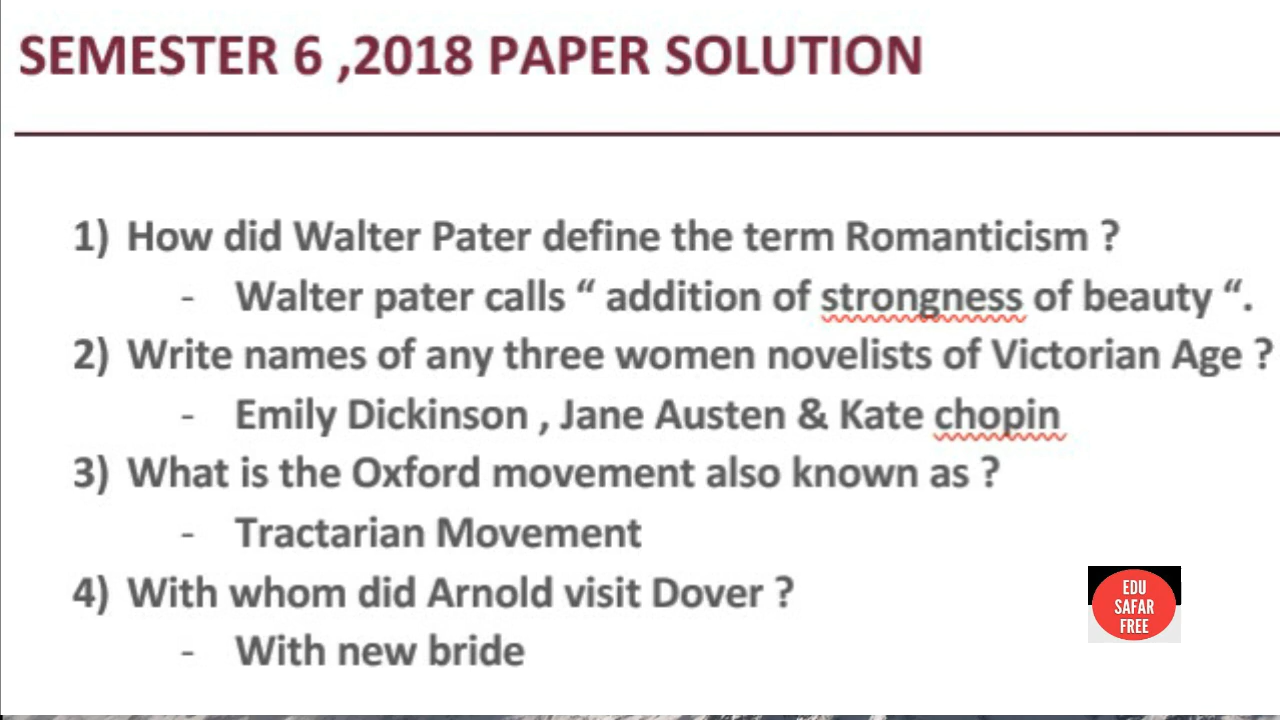 SEMESTER 6 ,2018 PAPER SOLUTION
1) How did Walter Pater define the term Romanticism ?
- Walter pater calls “ addition of strongness of beauty “.
2) Write names of any three women novelists of Victorian Age ?
- Emily Dickinson , Jane Austen & Kate chopin
3) What is the Oxford movement also known as ?
- Tractarian Movement
4) With whom did Arnold visit Dover ?
- With new bride
EDU
SAFAR
FREE